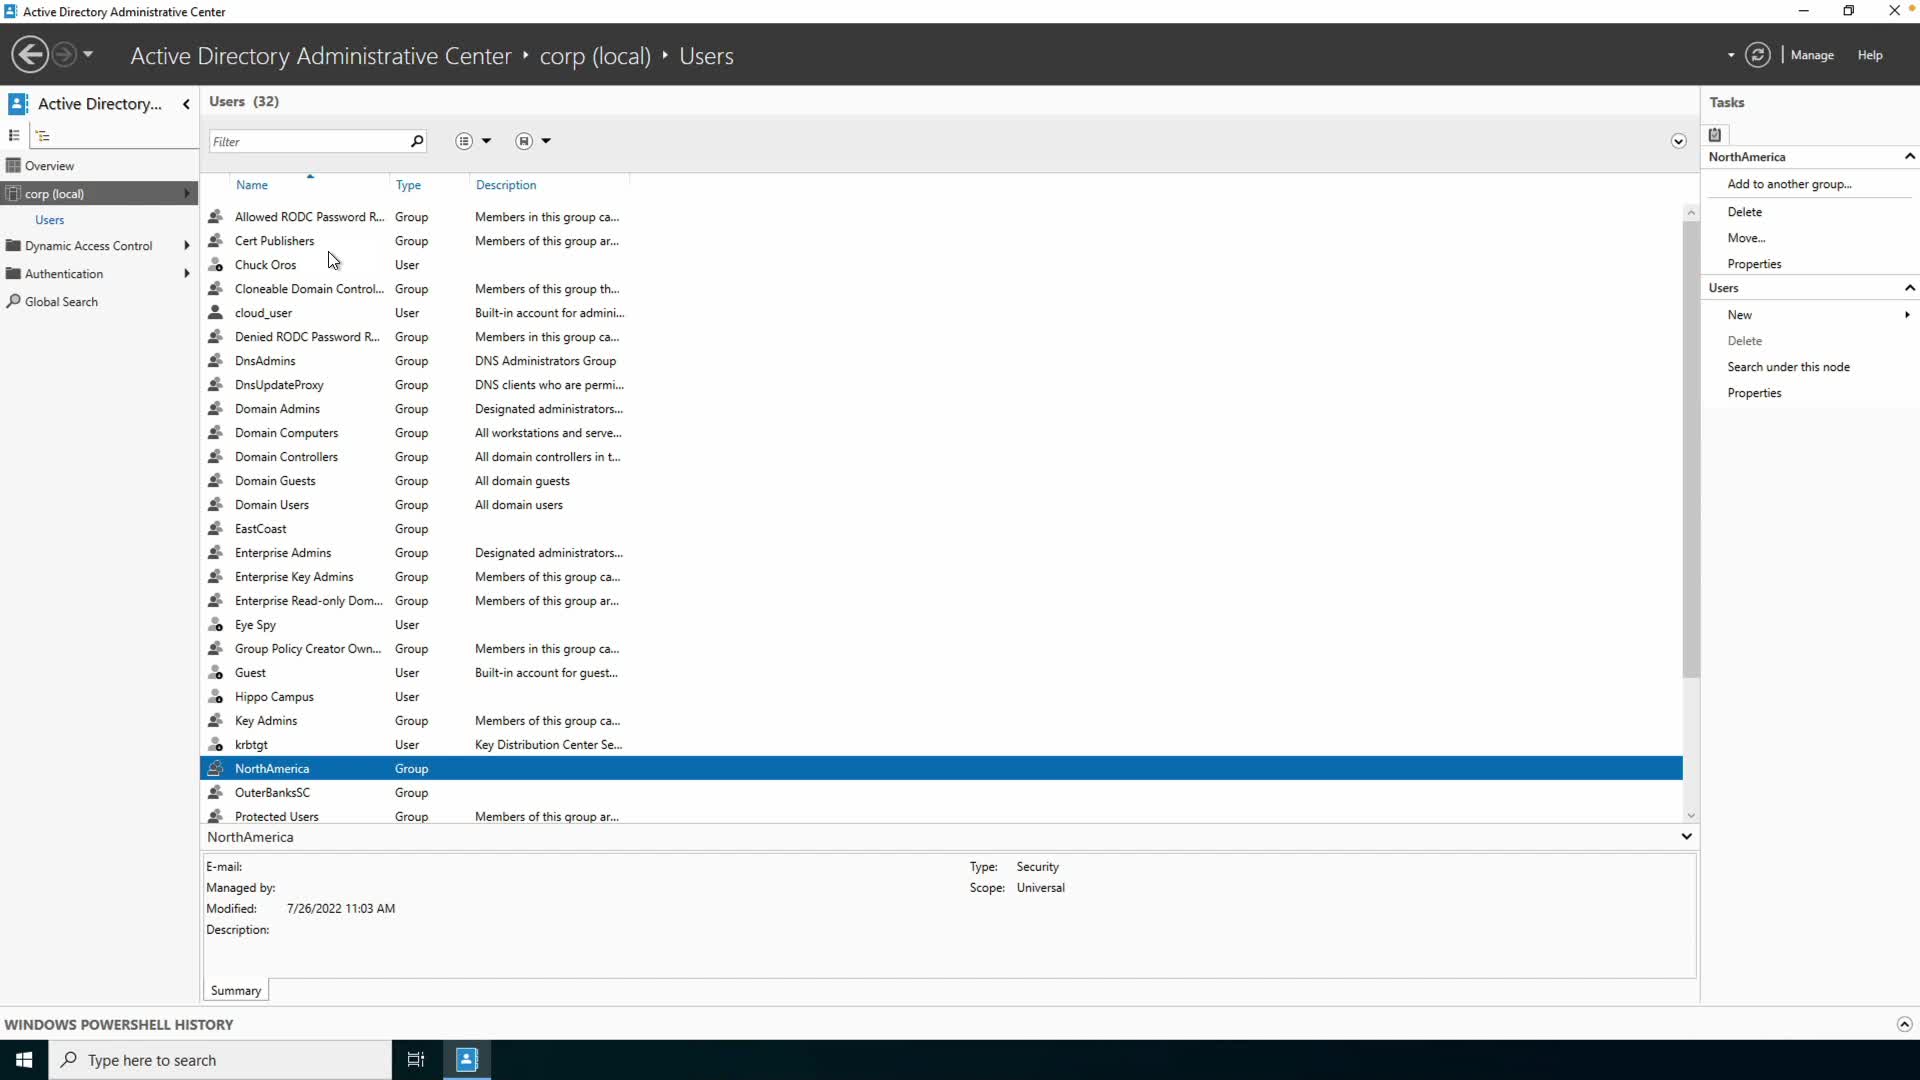 Active Directory Administrative Center
Active Directory Administrative Center • corp (local) • Users
Manage
Help
Active Directory...
Overview
corp (local)
Users
Dynamic Access Control
Authentication
Global Search
Users (32)
Filter
Name Type Description
Allowed RODC Password R... Group Members in this group ca...
Cert Publishers Group Members of this group ar...
Chuck Oros User
Cloneable Domain Control... Group Members of this group th...
cloud_user User Built-in account for admini...
Denied RODC Password R... Group Members in this group ca...
DnsAdmins Group DNS Administrators Group
DnsUpdateProxy Group DNS clients who are permi...
Domain Admins Group Designated administrators...
Domain Computers Group All workstations and serve...
Domain Controllers Group All domain controllers in t...
Domain Guests Group All domain guests
Domain Users Group All domain users
EastCoast Group
Enterprise Admins Group Designated administrators...
Enterprise Key Admins Group Members of this group ca...
Enterprise Read-only Dom... Group Members of this group ar...
Eye Spy User
Group Policy Creator Own... Group Members in this group ca...
Guest User Built-in account for guest...
Hippo Campus User
Key Admins Group Members of this group ca...
krbtgt User Key Distribution Center Se...
NorthAmerica Group
OuterBanksSC Group
Protected Users Group Members of this group ar...
NorthAmerica
E-mail:
Managed by:
Modified: 7/26/2022 11:03 AM
Description:
Type: Security
Scope: Universal
Summary
Tasks
NorthAmerica
Add to another group...
Delete
Move...
Properties
Users
New
Delete
Search under this node
Properties
WINDOWS POWERSHELL HISTORY
Type here to search